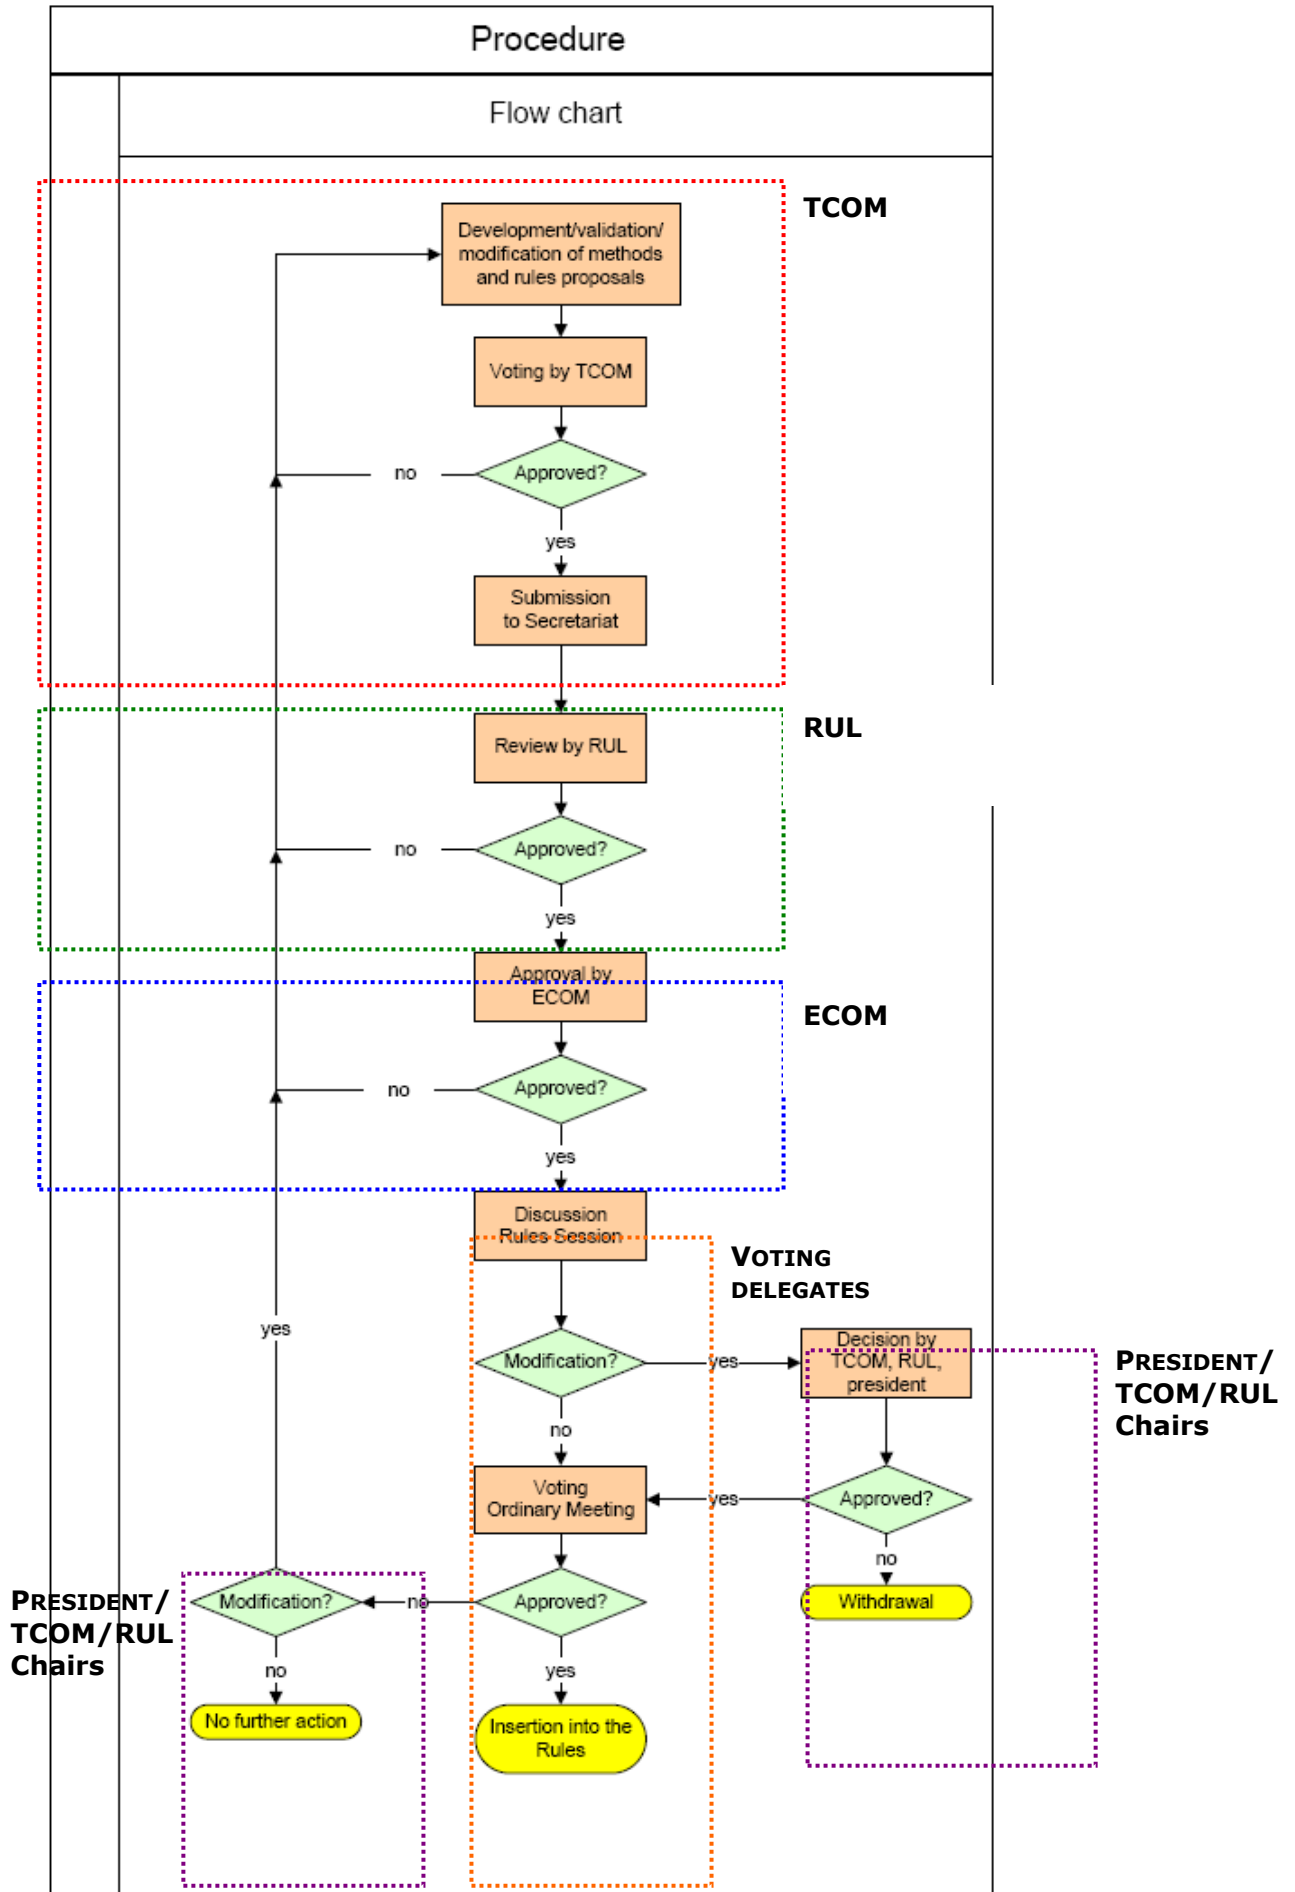 Procedure
Flow chart
TCOM
Development/validation/
modification of methods
and rules proposals
Voting by TCOM
Approved?
no
yes
Submission
to Secretariat
RUL
Review by RUL
Approved?
no
yes
Approval by
ECOM
ECOM
Approved?
no
yes
Discussion
Rules Session
VOTING
DELEGATES
yes
Modification?
yes
Decision by
TCOM, RUL,
president
PRESIDENT/
TCOM/RUL
Chairs
no
Voting
Ordinary Meeting
yes
Approved?
no
Withdrawal
PRESIDENT/
TCOM/RUL
Chairs
Modification?
no
Approved?
no
yes
No further action
Insertion into the
Rules